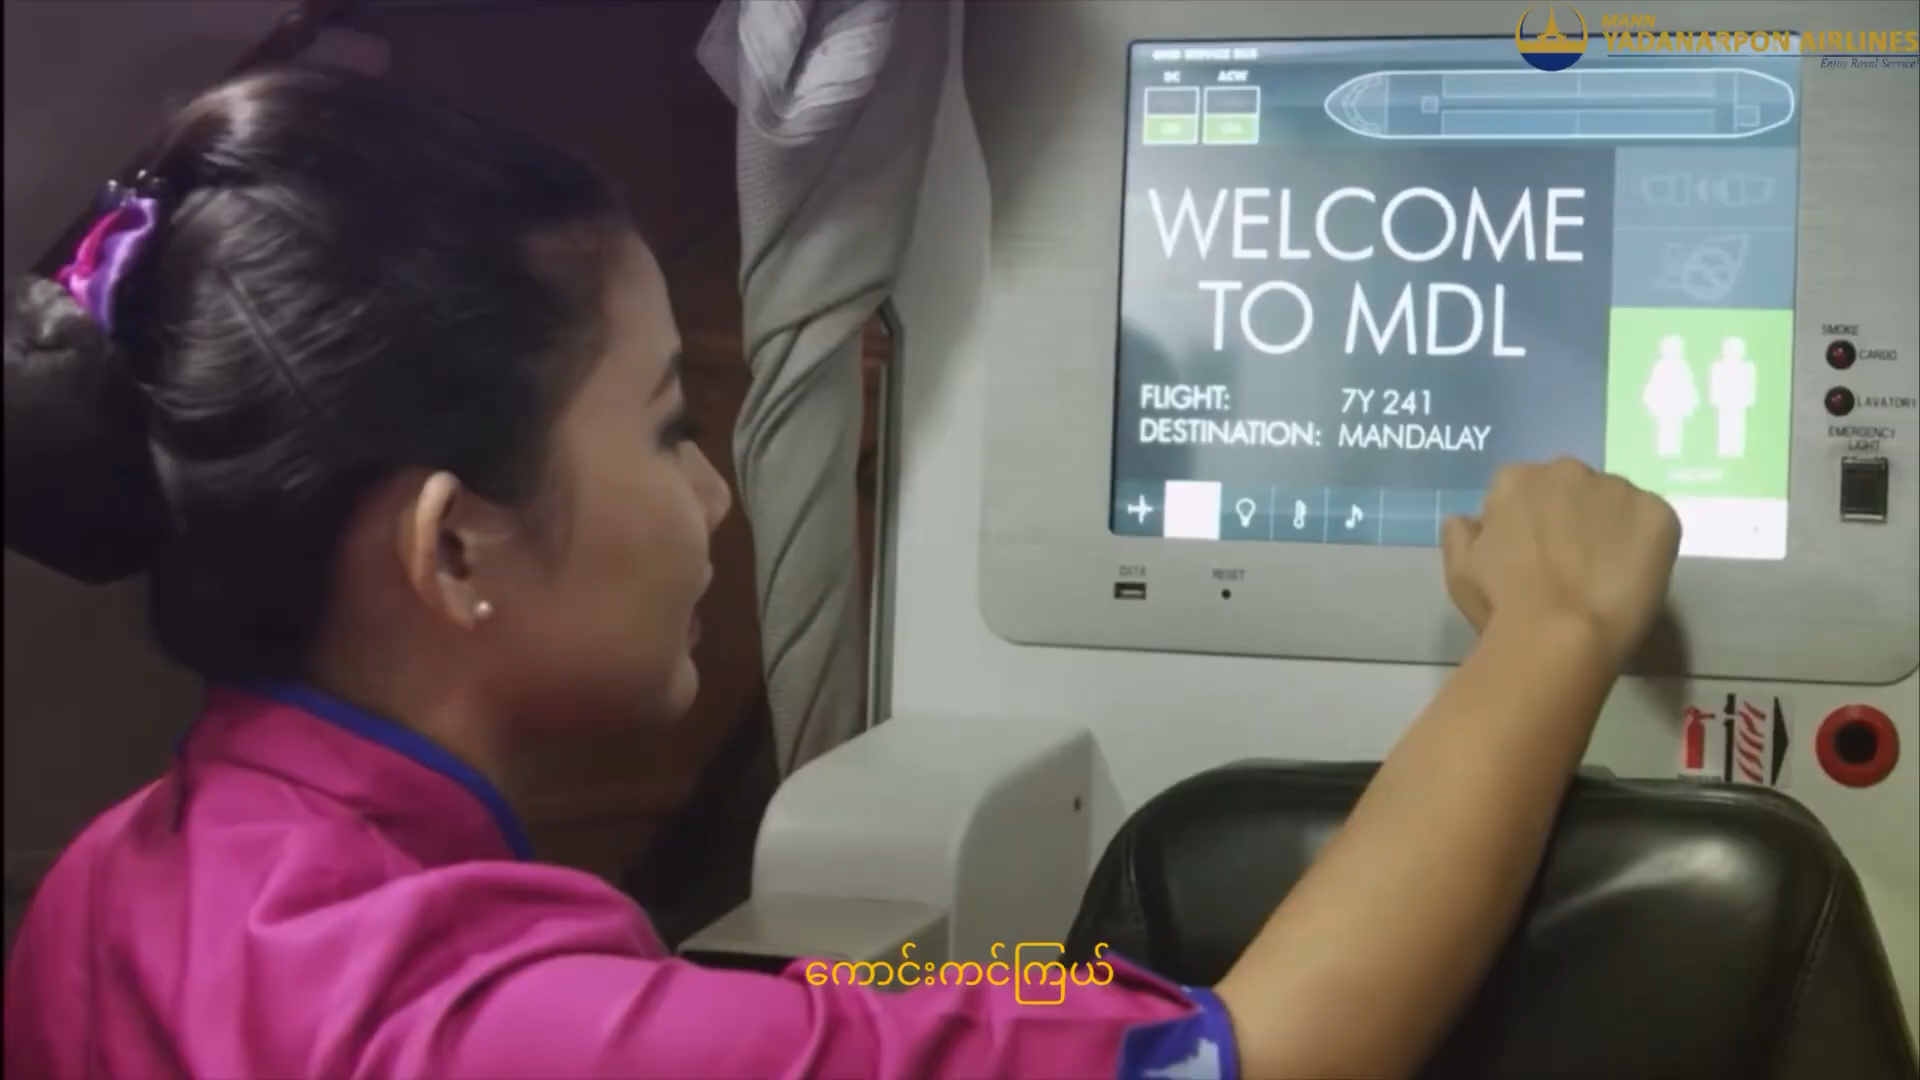 MANN
YADANARPON AIRLINES
Enjoy Royal Service
DC ACW
WELCOME
TO MDL
FLIGHT: 7Y 241
DESTINATION: MANDALAY
SMOKE
CARGO
LAVATORY
EMERGENCY
LIGHT
DATA RESET
ကောင်းကင်ကြယ်